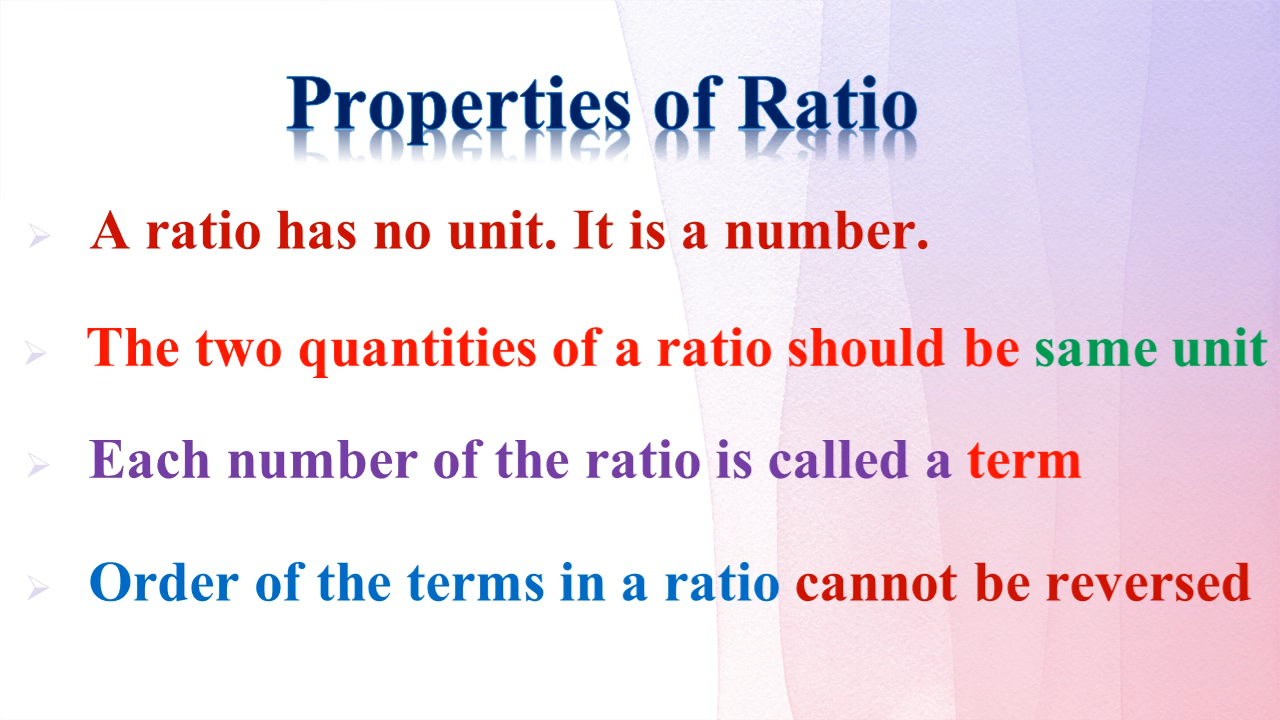 Properties of Ratio
A ratio has no unit. It is a number.
The two quantities of a ratio should be same unit
Each number of the ratio is called a term
Order of the terms in a ratio cannot be reversed